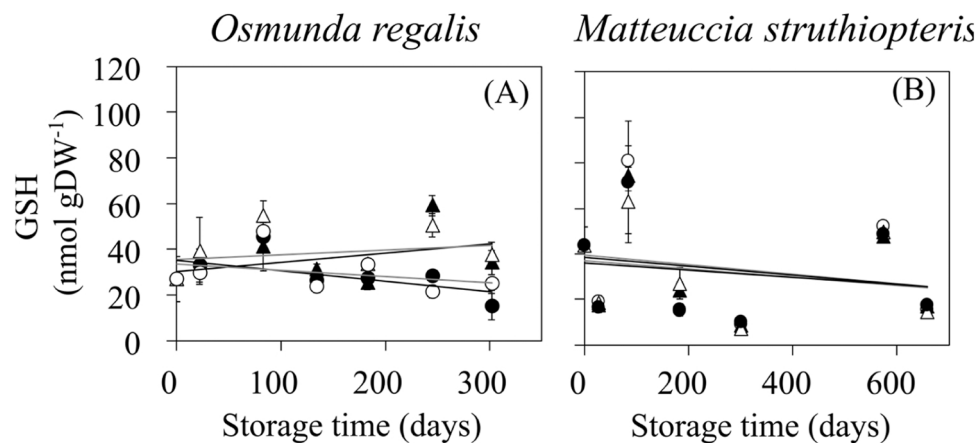 Osmunda regalis
Matteuccia struthiopteris
(A)
(B)
GSH
(nmol gDW-1)
120
100
80
60
40
20
0
0 100 200 300
0 200 400 600
Storage time (days)
Storage time (days)